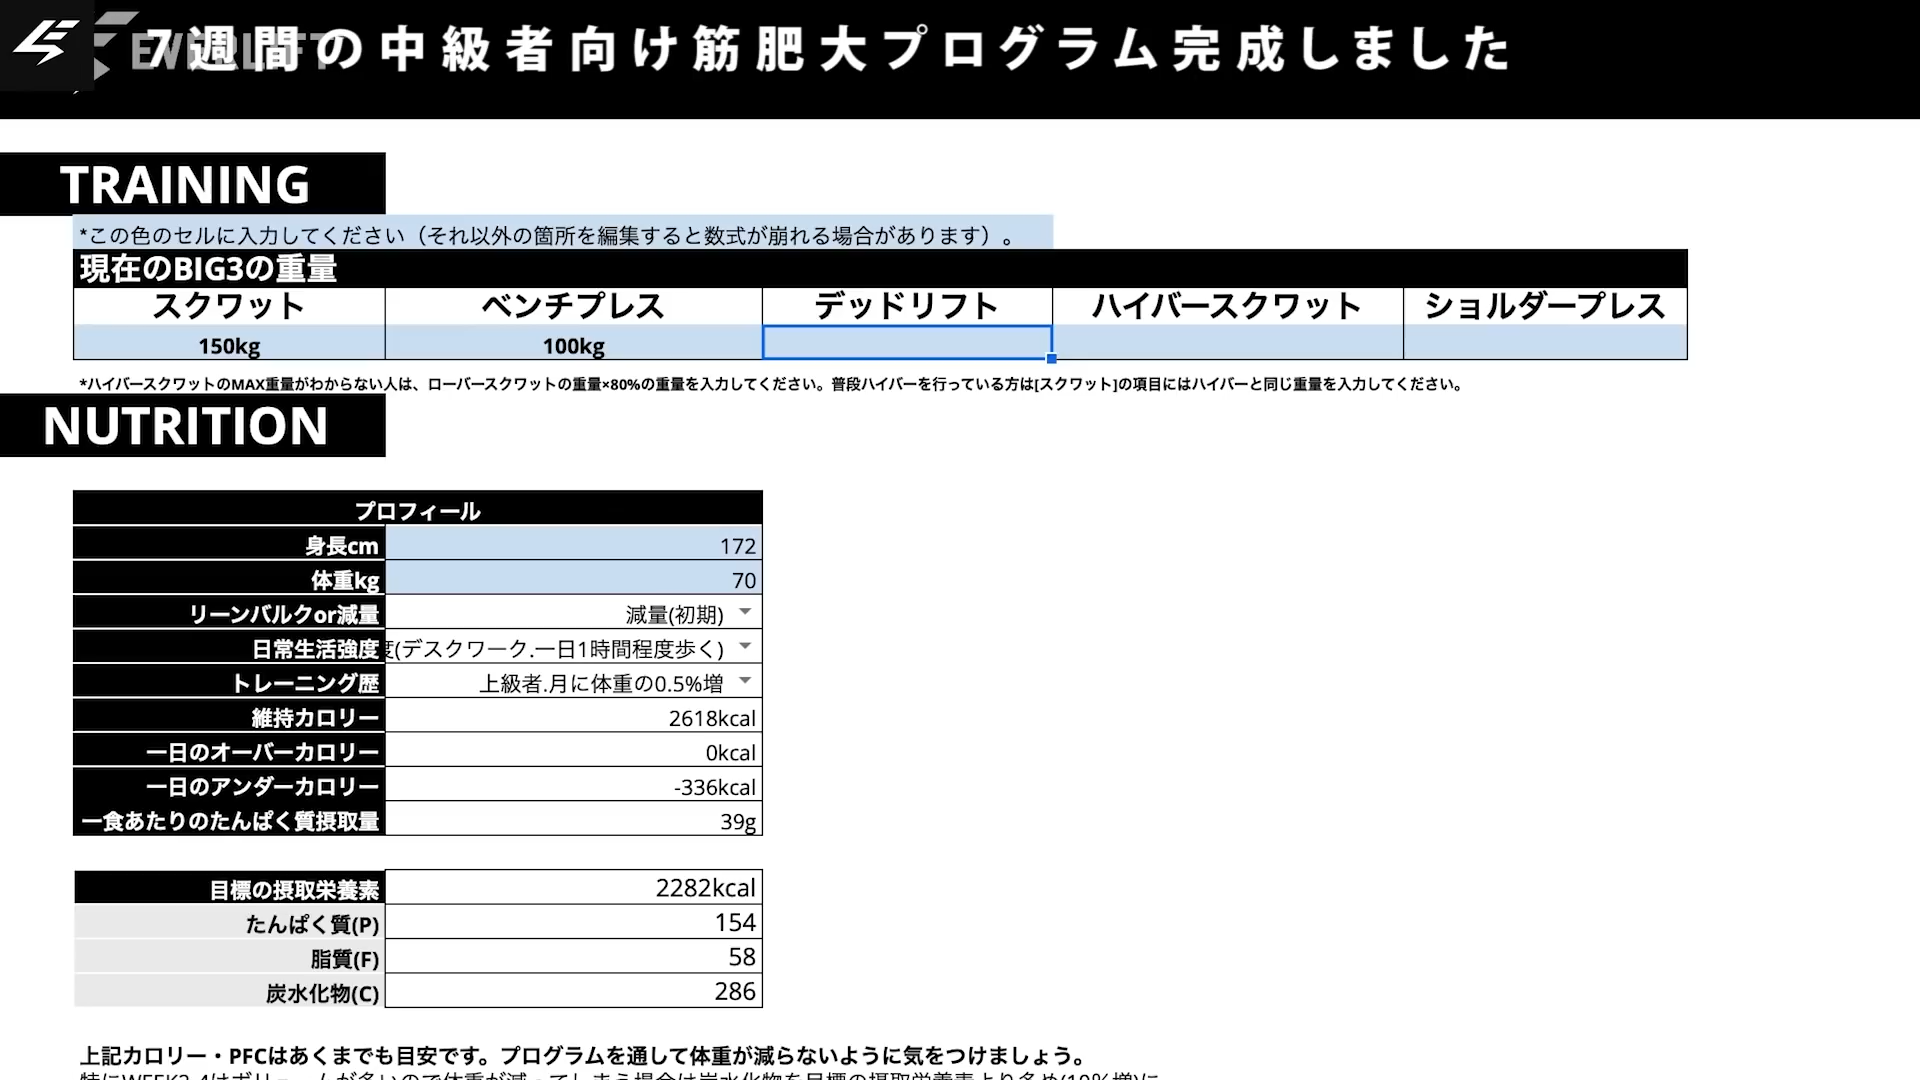 EVERLIFT
7週間の中級者向け筋肥大プログラム完成しました
TRAINING
*この色のセルに入力してください（それ以外の箇所を編集すると数式が崩れる場合があります）。
現在のBIG3の重量
スクワット ベンチプレス デッドリフト ハイバースクワット ショルダープレス
150kg 100kg
*ハイバースクワットのMAX重量がわからない人は、ローバースクワットの重量×80%の重量を入力してください。普段ハイバーを行っている方は[スクワット]の項目にはハイバーと同じ重量を入力してください。
NUTRITION
プロフィール
身長cm 172
体重kg 70
リーンバルクor減量 減量(初期)
日常生活強度 度(デスクワーク.一日1時間程度歩く)
トレーニング歴 上級者.月に体重の0.5%増
維持カロリー 2618kcal
一日のオーバーカロリー 0kcal
一日のアンダーカロリー -336kcal
一食あたりのたんぱく質摂取量 39g
目標の摂取栄養素 2282kcal
たんぱく質(P) 154
脂質(F) 58
炭水化物(C) 286
上記カロリー・PFCはあくまでも目安です。プログラムを通して体重が減らないように気をつけましょう。